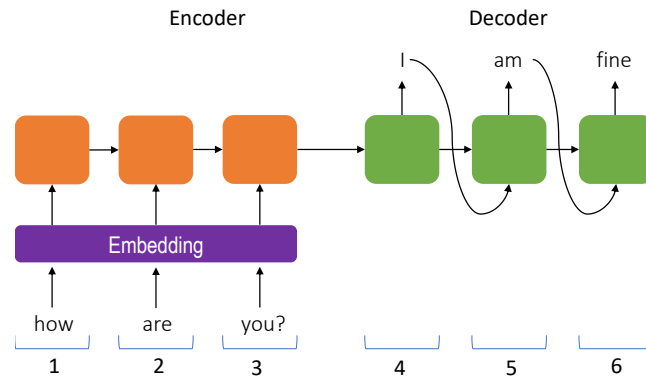 Encoder
Decoder
I
am
fine
Embedding
how
are
you?
1
2
3
4
5
6